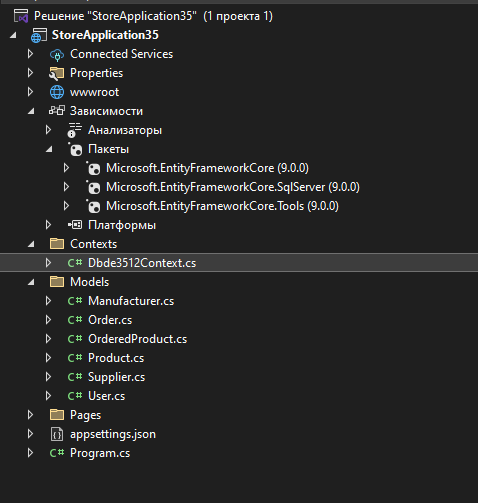 Решение "StoreApplication35" (1 проекта 1)
StoreApplication35
Connected Services
Properties
wwwroot
Зависимости
Анализаторы
Пакеты
Microsoft.EntityFrameworkCore (9.0.0)
Microsoft.EntityFrameworkCore.SqlServer (9.0.0)
Microsoft.EntityFrameworkCore.Tools (9.0.0)
Платформы
Contexts
C# Dbde3512Context.cs
Models
C# Manufacturer.cs
C# Order.cs
C# OrderedProduct.cs
C# Product.cs
C# Supplier.cs
C# User.cs
Pages
appsettings.json
C# Program.cs